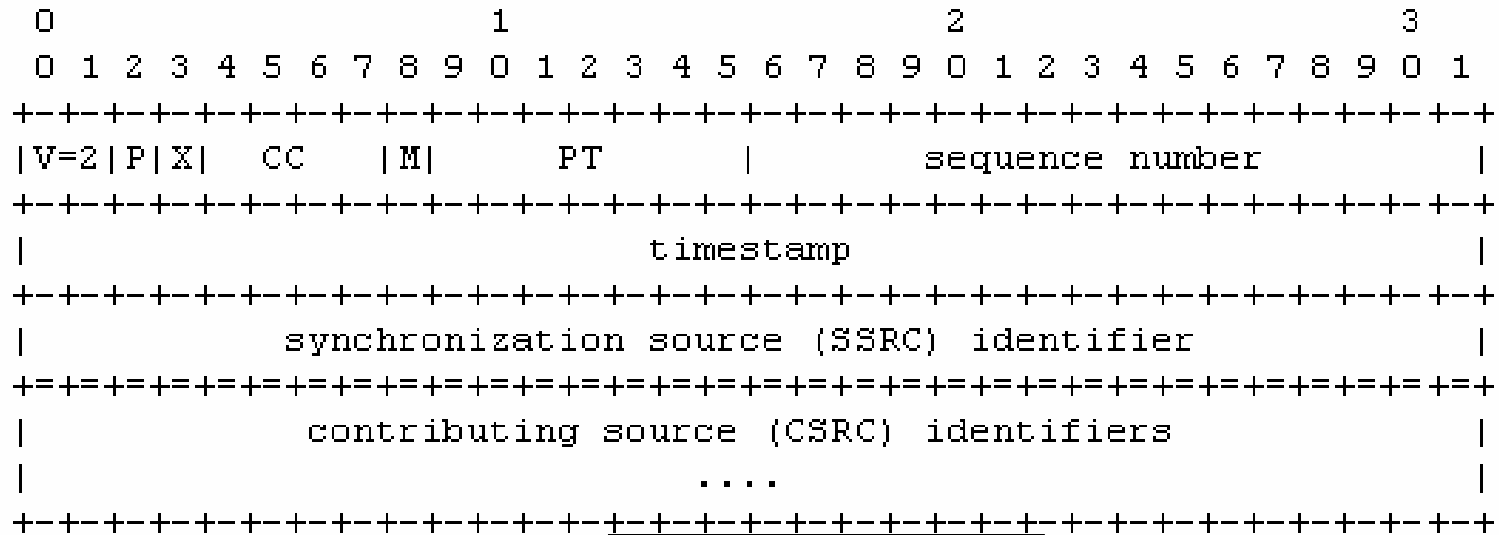 0                   1                   2                   3
 0 1 2 3 4 5 6 7 8 9 0 1 2 3 4 5 6 7 8 9 0 1 2 3 4 5 6 7 8 9 0 1
+-+-+-+-+-+-+-+-+-+-+-+-+-+-+-+-+-+-+-+-+-+-+-+-+-+-+-+-+-+-+-+-+
|V=2|P|X|  CC   |M|     PT      |       sequence number         |
+-+-+-+-+-+-+-+-+-+-+-+-+-+-+-+-+-+-+-+-+-+-+-+-+-+-+-+-+-+-+-+-+
|                           timestamp                           |
+-+-+-+-+-+-+-+-+-+-+-+-+-+-+-+-+-+-+-+-+-+-+-+-+-+-+-+-+-+-+-+-+
|           synchronization source (SSRC) identifier            |
+=+=+=+=+=+=+=+=+=+=+=+=+=+=+=+=+=+=+=+=+=+=+=+=+=+=+=+=+=+=+=+=+
|            contributing source (CSRC) identifiers             |
|                             ....                              |
+-+-+-+-+-+-+-+-+-+-+-+-+-+-+-+-+-+-+-+-+-+-+-+-+-+-+-+-+-+-+-+-+